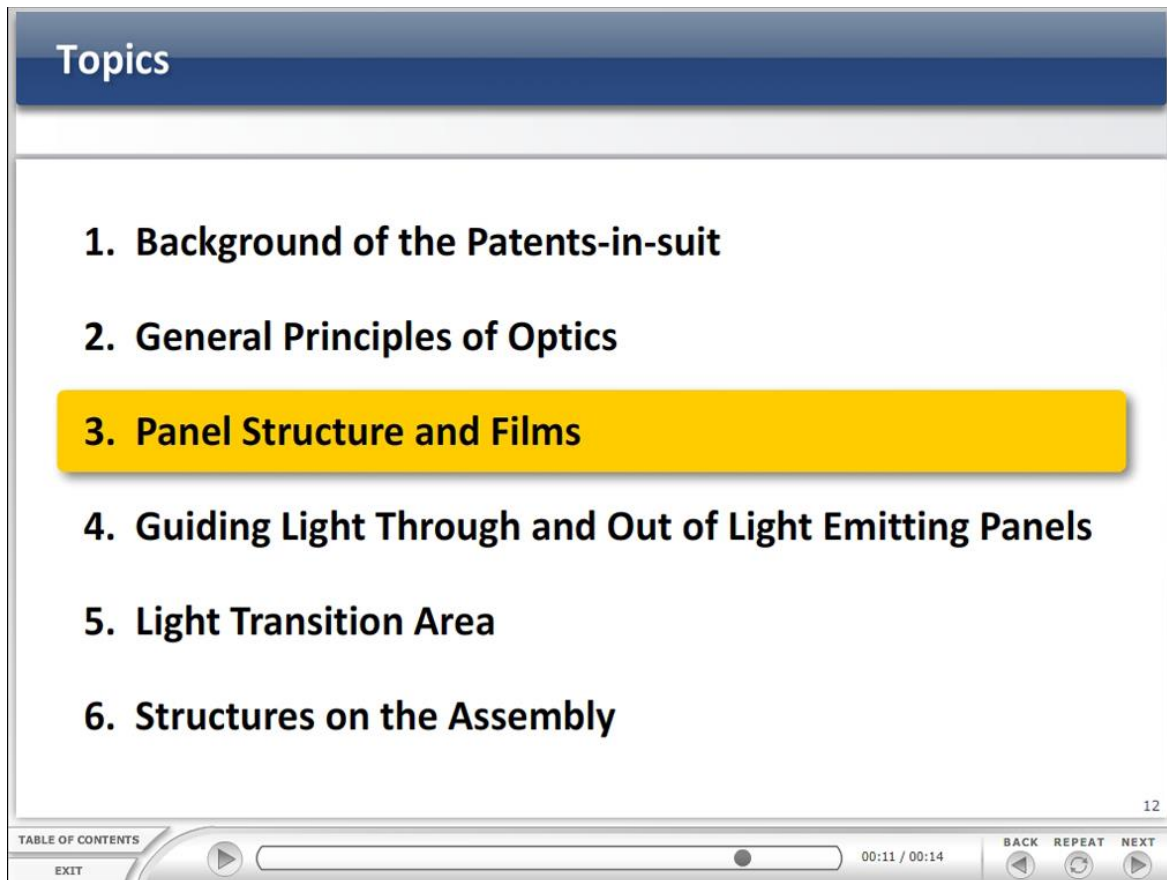 Topics
1. Background of the Patents-in-suit
2. General Principles of Optics
3. Panel Structure and Films
4. Guiding Light Through and Out of Light Emitting Panels
5. Light Transition Area
6. Structures on the Assembly
12
TABLE OF CONTENTS
EXIT
00:11 / 00:14
BACK REPEAT NEXT